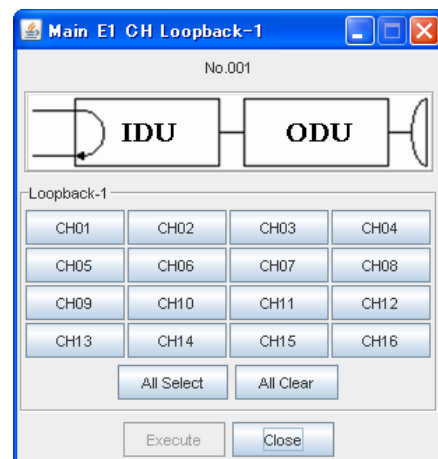 Main E1 CH Loopback-1
No.001
IDU ODU
Loopback-1
CH01 CH02 CH03 CH04
CH05 CH06 CH07 CH08
CH09 CH10 CH11 CH12
CH13 CH14 CH15 CH16
All Select All Clear
Execute Close